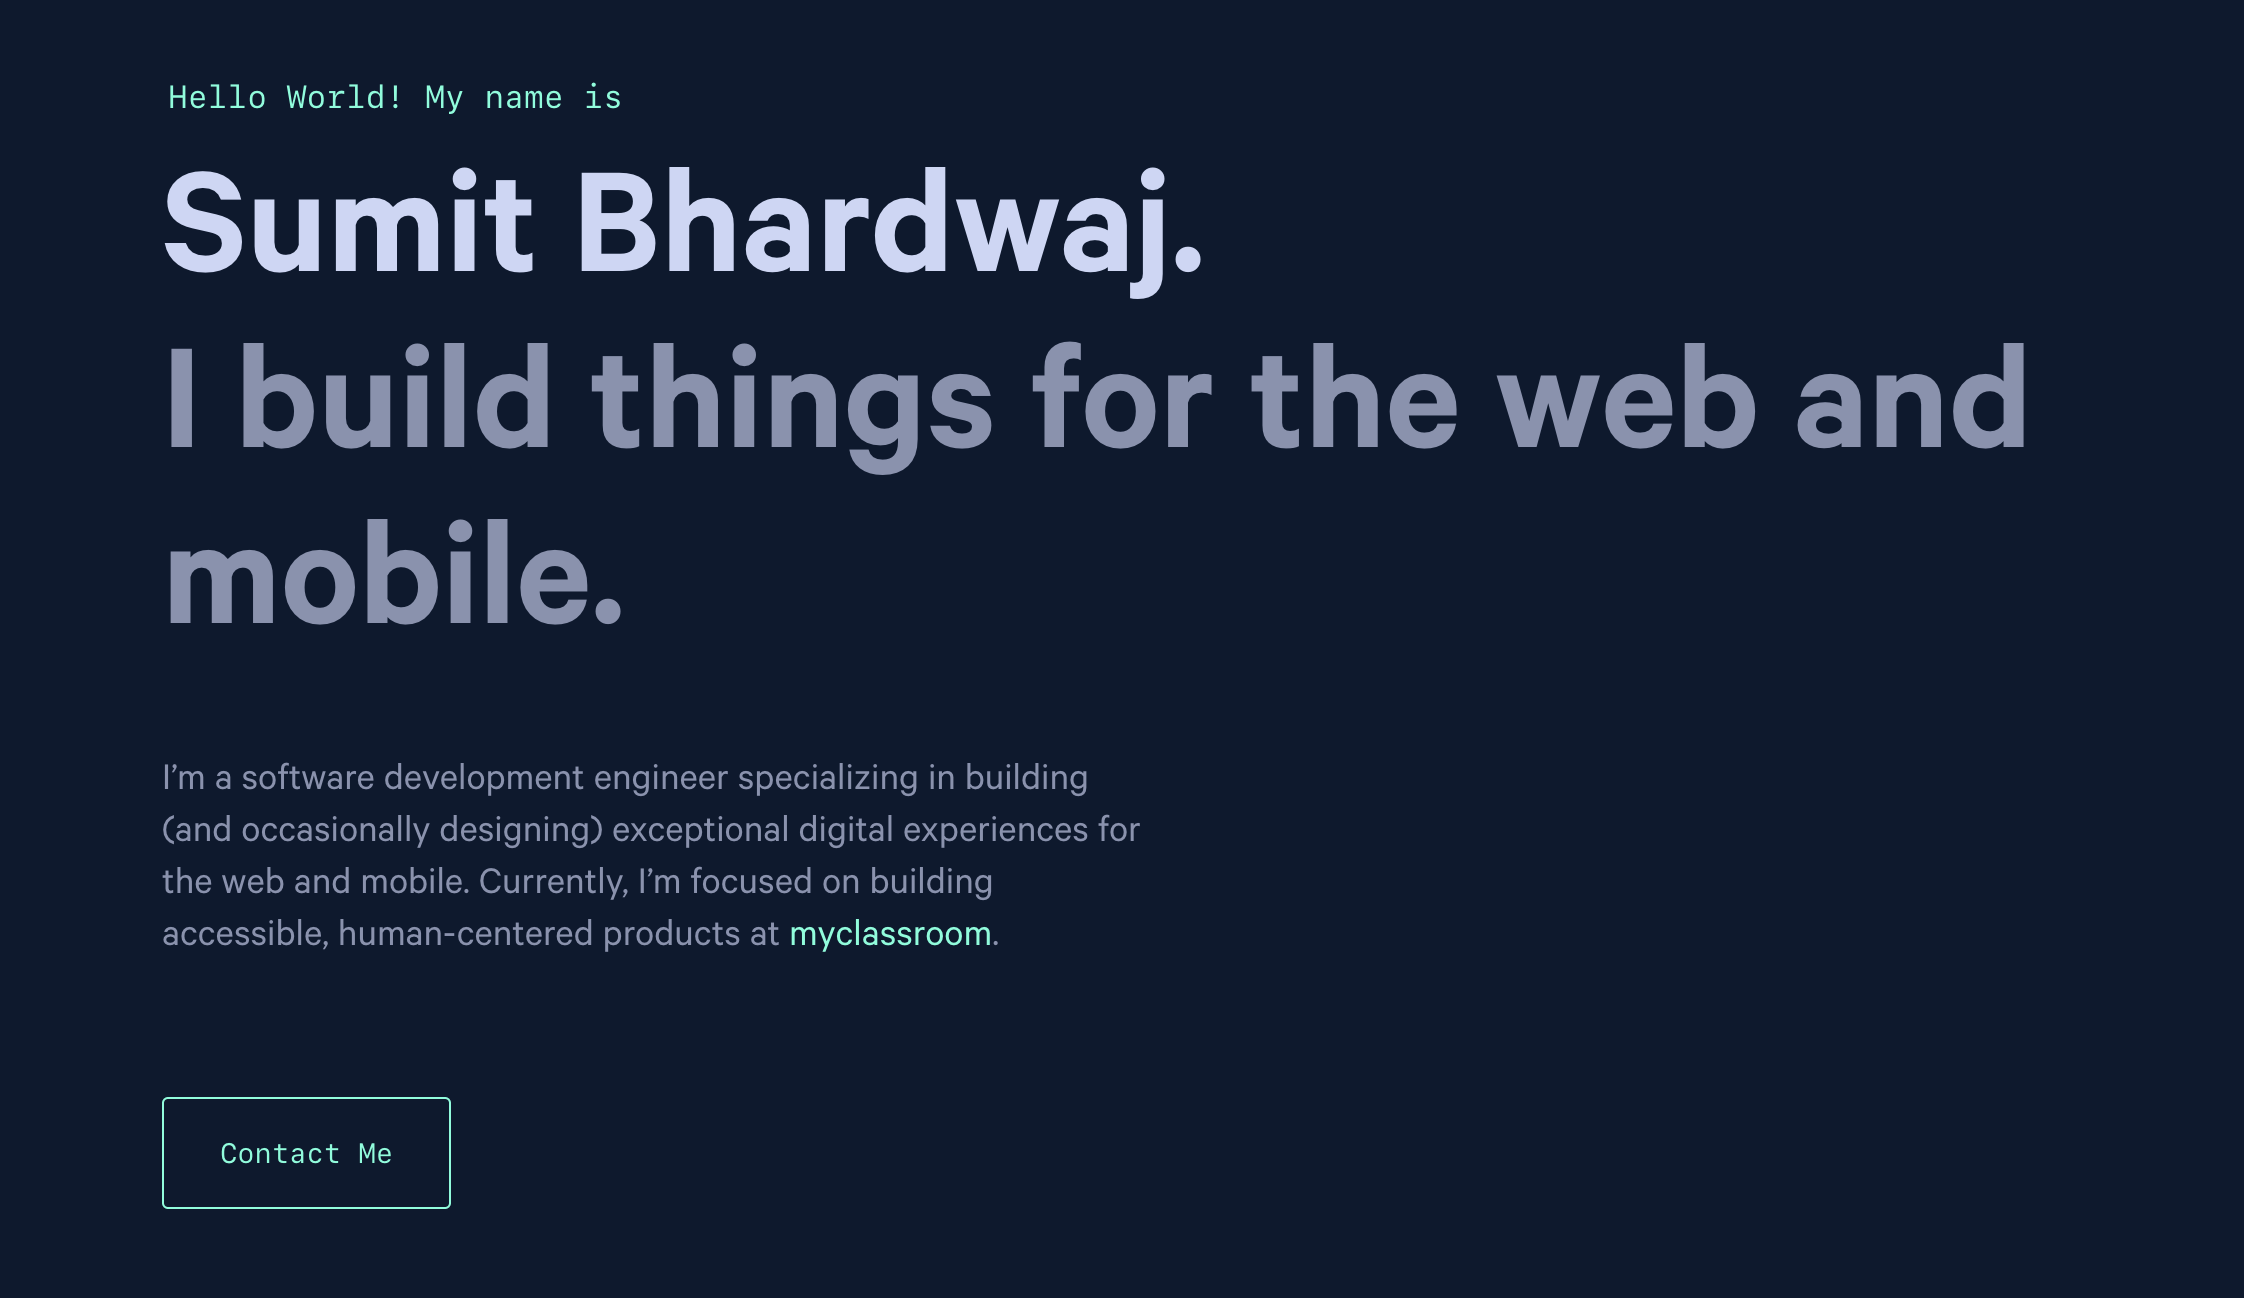 Hello World! My name is
Sumit Bhardwaj.
I build things for the web and
mobile.
I’m a software development engineer specializing in building
(and occasionally designing) exceptional digital experiences for
the web and mobile. Currently, I’m focused on building
accessible, human-centered products at myclassroom.
Contact Me